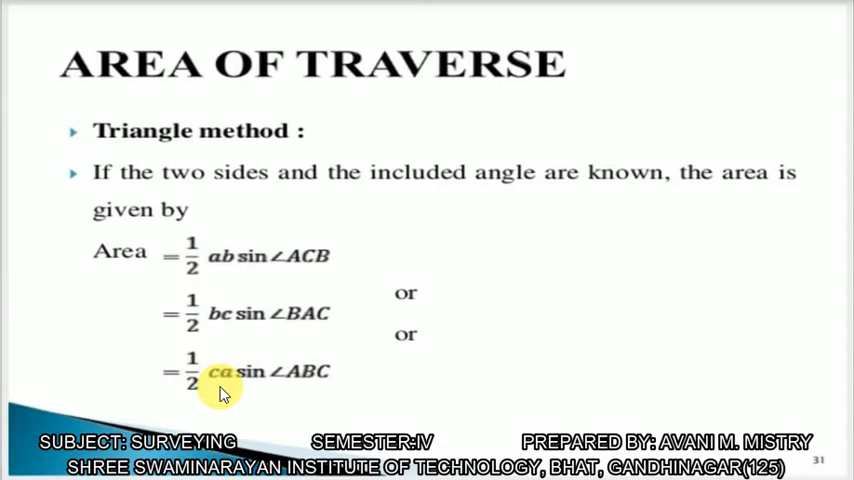 AREA OF TRAVERSE
Triangle method :
If the two sides and the included angle are known, the area is
given by
Area = 1/2 ab sin ∠ACB
or
= 1/2 bc sin ∠BAC
or
= 1/2 ca sin ∠ABC
SUBJECT: SURVEYING SEMESTER:IV PREPARED BY: AVANI M. MISTRY
SHREE SWAMINARAYAN INSTITUTE OF TECHNOLOGY, BHAT, GANDHINAGAR(125)
31